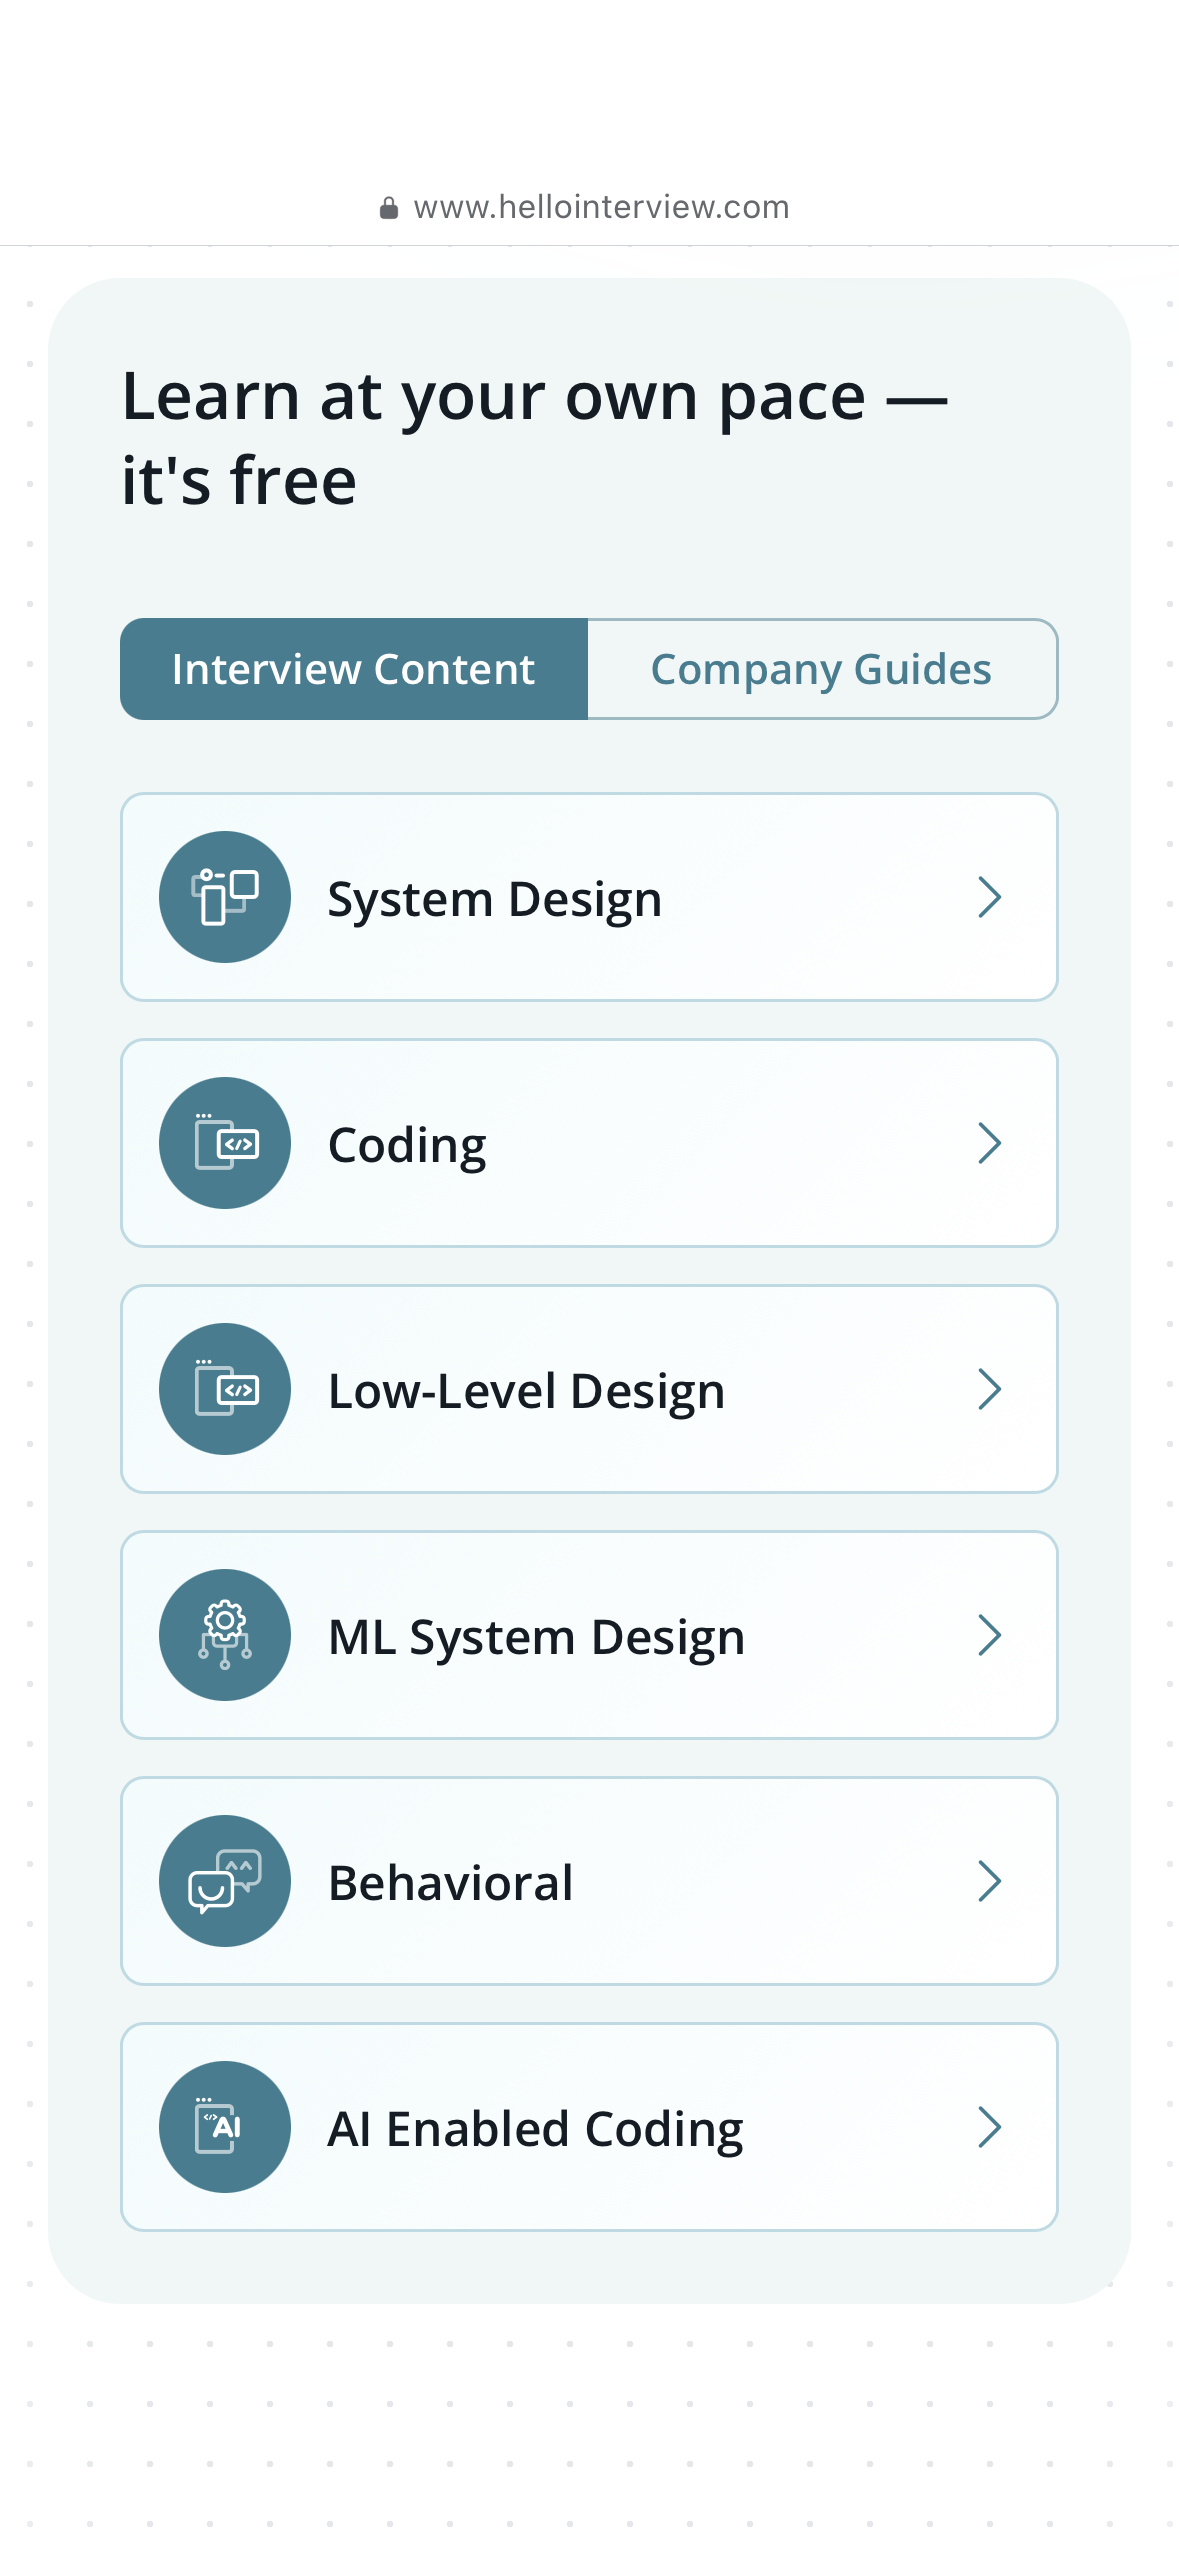 www.hellointerview.com
Learn at your own pace —
it's free
Interview Content
Company Guides
System Design
</>
Coding
</>
Low-Level Design
ML System Design
Behavioral
</>AI
AI Enabled Coding